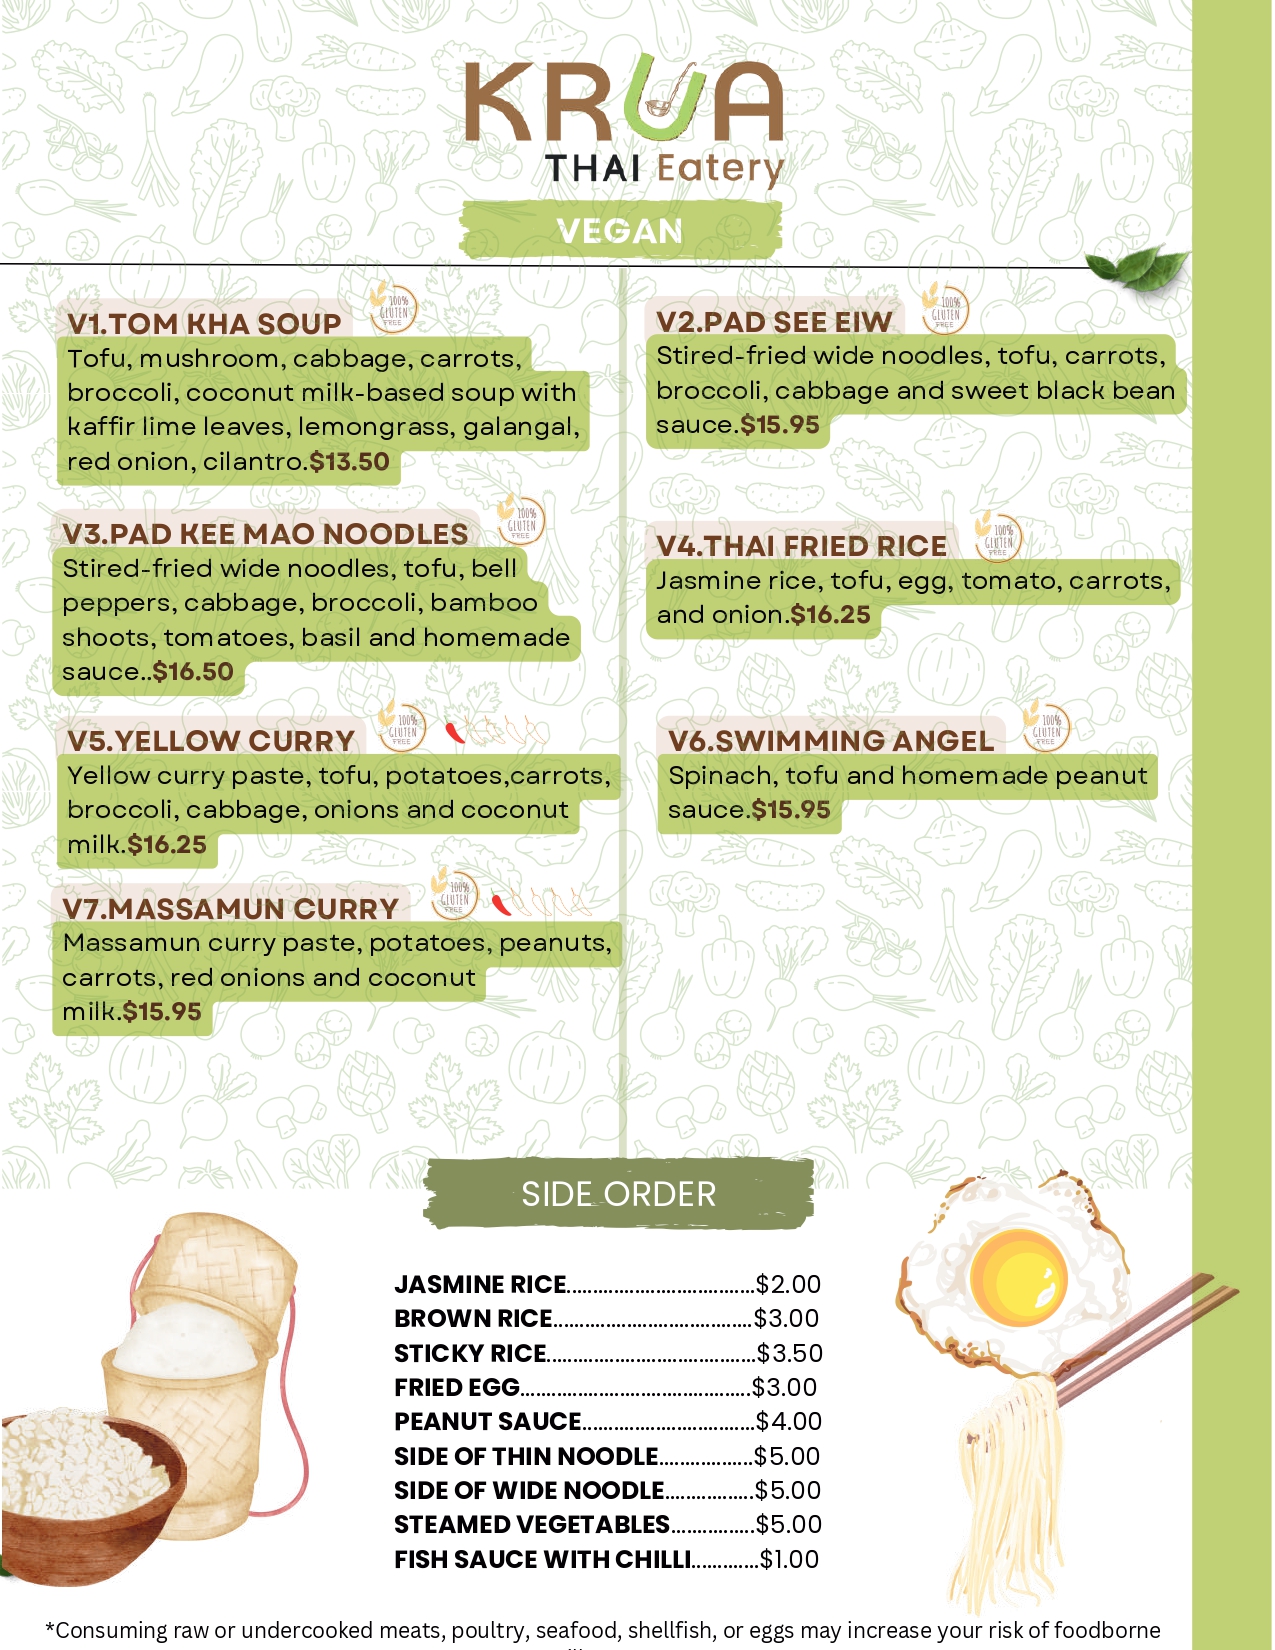 KRUA
THAI Eatery
VEGAN
V1.TOM KHA SOUP
100%
GLUTEN
FREE
Tofu, mushroom, cabbage, carrots,
broccoli, coconut milk-based soup with
kaffir lime leaves, lemongrass, galangal,
red onion, cilantro.$13.50
V2.PAD SEE EIW
100%
GLUTEN
FREE
Stired-fried wide noodles, tofu, carrots,
broccoli, cabbage and sweet black bean
sauce.$15.95
V3.PAD KEE MAO NOODLES
100%
GLUTEN
FREE
Stired-fried wide noodles, tofu, bell
peppers, cabbage, broccoli, bamboo
shoots, tomatoes, basil and homemade
sauce..$16.50
V4.THAI FRIED RICE
100%
GLUTEN
FREE
Jasmine rice, tofu, egg, tomato, carrots,
and onion.$16.25
V5.YELLOW CURRY
100%
GLUTEN
FREE
Yellow curry paste, tofu, potatoes,carrots,
broccoli, cabbage, onions and coconut
milk.$16.25
V6.SWIMMING ANGEL
100%
GLUTEN
FREE
Spinach, tofu and homemade peanut
sauce.$15.95
V7.MASSAMUN CURRY
100%
GLUTEN
FREE
Massamun curry paste, potatoes, peanuts,
carrots, red onions and coconut
milk.$15.95
SIDE ORDER
JASMINE RICE....................................$2.00
BROWN RICE......................................$3.00
STICKY RICE........................................$3.50
FRIED EGG............................................$3.00
PEANUT SAUCE.................................$4.00
SIDE OF THIN NOODLE..................$5.00
SIDE OF WIDE NOODLE.................$5.00
STEAMED VEGETABLES................$5.00
FISH SAUCE WITH CHILLI.............$1.00
*Consuming raw or undercooked meats, poultry, seafood, shellfish, or eggs may increase your risk of foodborne